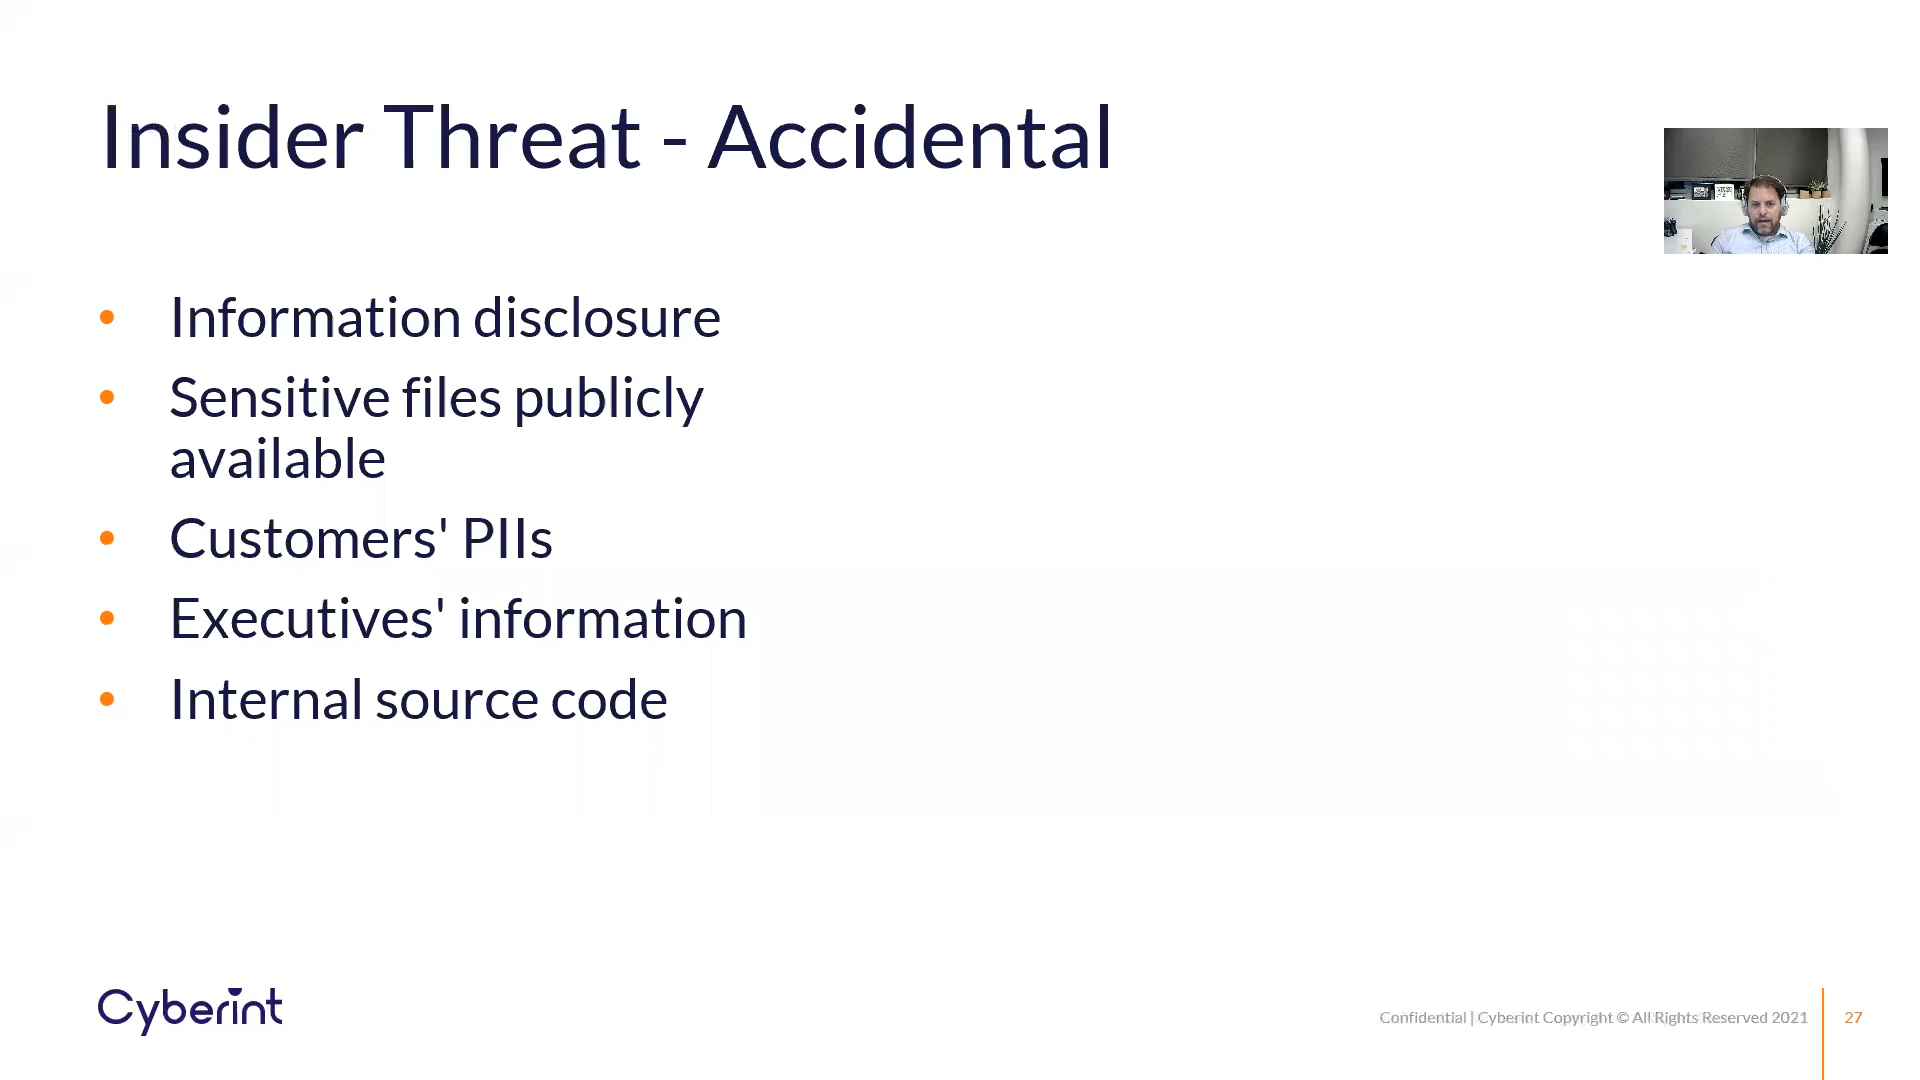 Insider Threat - Accidental
• Information disclosure
• Sensitive files publicly
available
• Customers' PIIs
• Executives' information
• Internal source code
Cyberint
Confidential | Cyberint Copyright © All Rights Reserved 2021
27